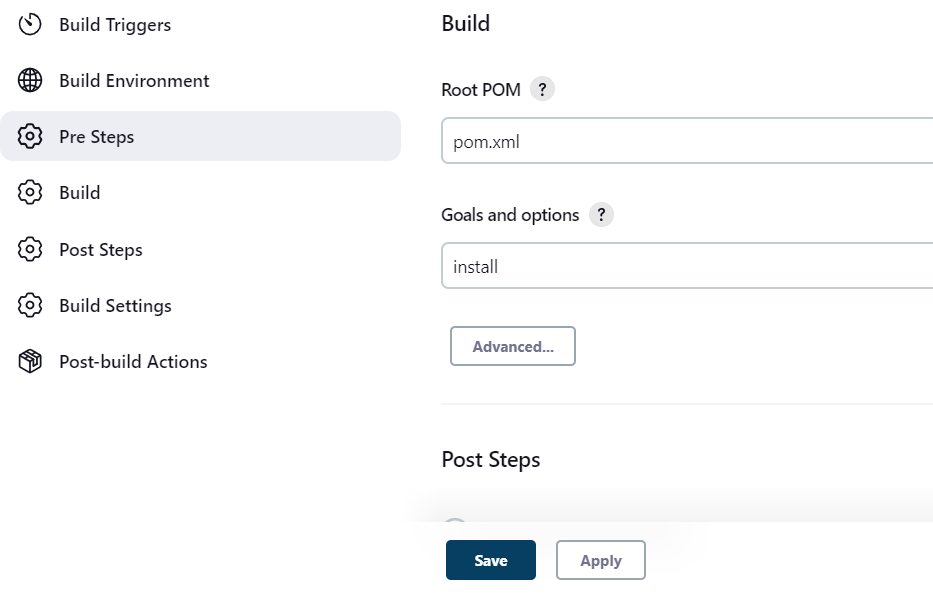 Build Triggers
Build Environment
Pre Steps
Build
Post Steps
Build Settings
Post-build Actions
Build
Root POM ?
pom.xml
Goals and options ?
install
Advanced...
Post Steps
Save Apply